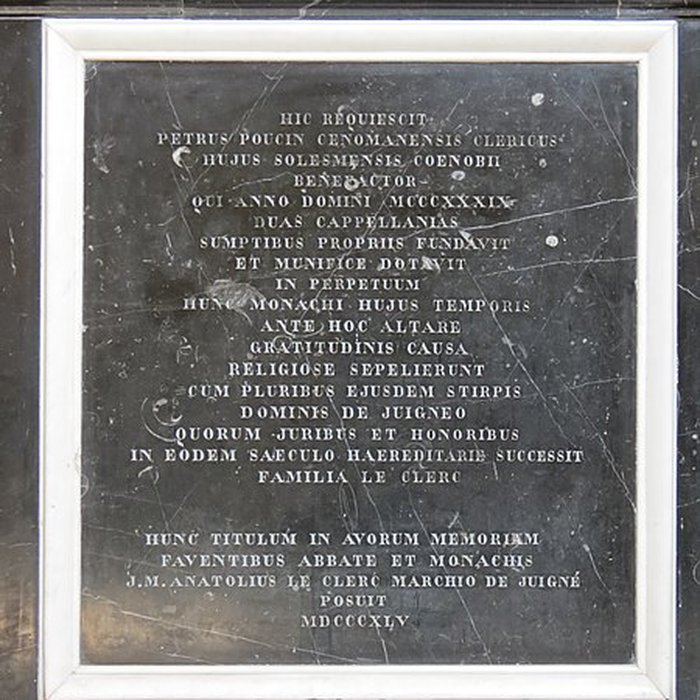 HIC REQUIESCIT
PETRUS POUCIN CENOMANENSIS CLERICUS
HUJUS SOLESMENSIS COENOBII
BENEFACTOR
QUI ANNO DOMINI MCCCXXXIX
DUAS CAPPELLANIAS
SUMPTIBUS PROPRIIS FUNDAVIT
ET MUNIFICE DOTAVIT
IN PERPETUUM
HUNC MONACHI HUJUS TEMPORIS
ANTE HOC ALTARE
GRATITUDINIS CAUSA
RELIGIOSE SEPELIERUNT
CUM PLURIBUS EJUSDEM STIRPIS
DOMINIS DE JUIGNEO
QUORUM JURIBUS ET HONORIBUS
IN EODEM SAECULO HAEREDITARIE SUCCESSIT
FAMILIA LE CLERC
HUNC TITULUM IN AVORUM MEMORIAM
FAVENTIBUS ABBATE ET MONACHIS
J.M. ANATOLIUS LE CLERC MARCHIO DE JUIGNÉ
POSUIT
MDCCCXLV